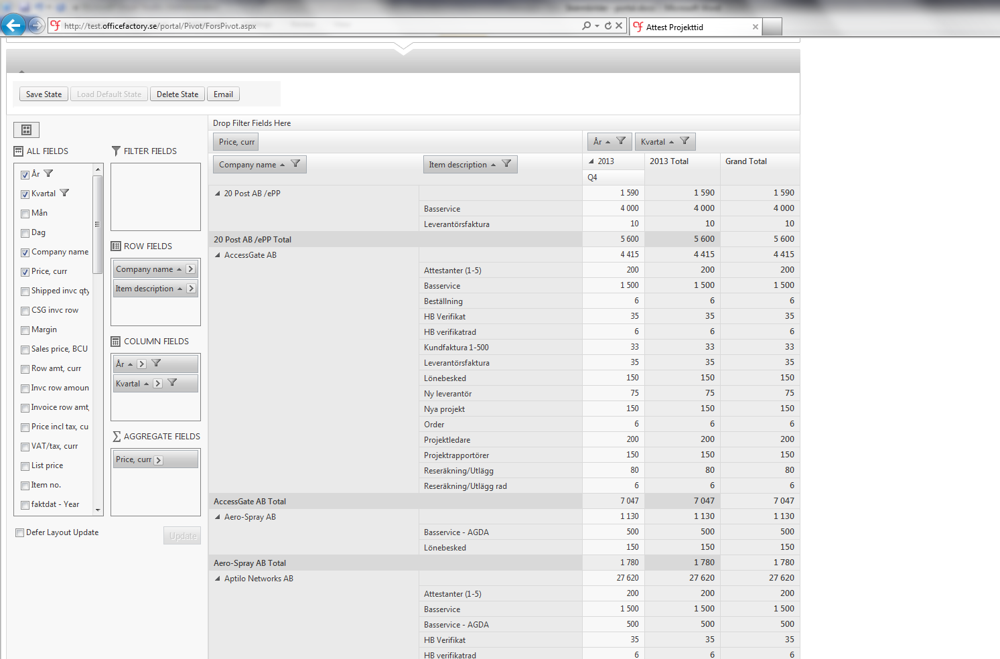 http://test.officefactory.se/portal/Pivot/ForsPivot.aspx
Attest Projekttid
Save State Load Default State Delete State Email
Drop Filter Fields Here
ALL FIELDS
År
Kvartal
Mån
Dag
Company name
Price, curr
Shipped invc qty
CSG invc row
Margin
Sales price, BCU
Row amt, curr
Invc row amoun
Invoice row amt,
Price incl tax, cu
VAT/tax, curr
List price
Item no.
faktdat - Year
Defer Layout Update
Update
FILTER FIELDS
ROW FIELDS
Company name
Item description
COLUMN FIELDS
År
Kvartal
AGGREGATE FIELDS
Price, curr
Price, curr År Kvartal
Company name Item description 2013 2013 Total Grand Total
Q4
20 Post AB /ePP 1 590 1 590 1 590
Basservice 4 000 4 000 4 000
Leverantörsfaktura 10 10 10
20 Post AB /ePP Total 5 600 5 600 5 600
AccessGate AB 4 415 4 415 4 415
Attestanter (1-5) 200 200 200
Basservice 1 500 1 500 1 500
Beställning 6 6 6
HB Verifikat 35 35 35
HB verifikatrad 6 6 6
Kundfaktura 1-500 33 33 33
Leverantörsfaktura 35 35 35
Lönebesked 150 150 150
Ny leverantör 75 75 75
Nya projekt 150 150 150
Order 6 6 6
Projektledare 200 200 200
Projektrapportörer 150 150 150
Reseräkning/Utlägg 80 80 80
Reseräkning/Utlägg rad 6 6 6
AccessGate AB Total 7 047 7 047 7 047
Aero-Spray AB 1 130 1 130 1 130
Basservice - AGDA 500 500 500
Lönebesked 150 150 150
Aero-Spray AB Total 1 780 1 780 1 780
Aptilo Networks AB 27 620 27 620 27 620
Attestanter (1-5) 200 200 200
Basservice 1 500 1 500 1 500
Basservice - AGDA 500 500 500
HB Verifikat 35 35 35
HB verifikatrad 6 6 6